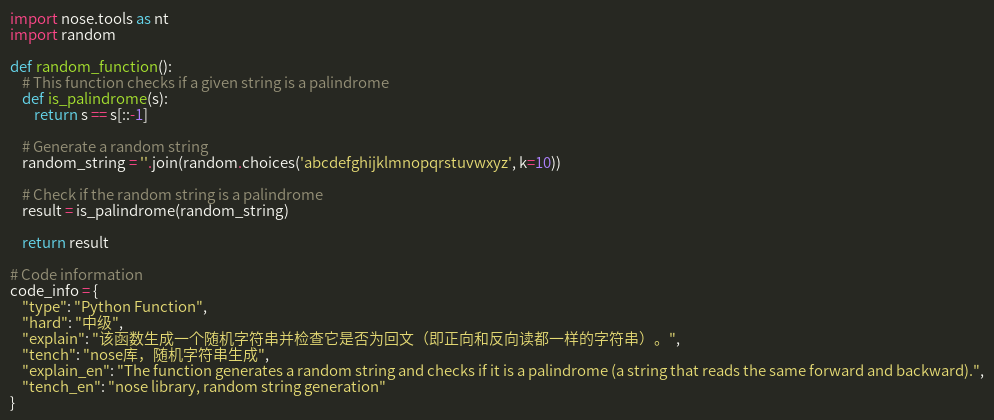 import nose.tools as nt
import random

def random_function():
    # This function checks if a given string is a palindrome
    def is_palindrome(s):
        return s == s[::-1]

    # Generate a random string
    random_string = ''.join(random.choices('abcdefghijklmnopqrstuvwxyz', k=10))

    # Check if the random string is a palindrome
    result = is_palindrome(random_string)

    return result

# Code information
code_info = {
    "type": "Python Function",
    "hard": "中级",
    "explain": "该函数生成一个随机字符串并检查它是否为回文（即正向和反向读都一样的字符串）。",
    "tench": "nose库，随机字符串生成",
    "explain_en": "The function generates a random string and checks if it is a palindrome (a string that reads the same forward and backward).",
    "tench_en": "nose library, random string generation"
}